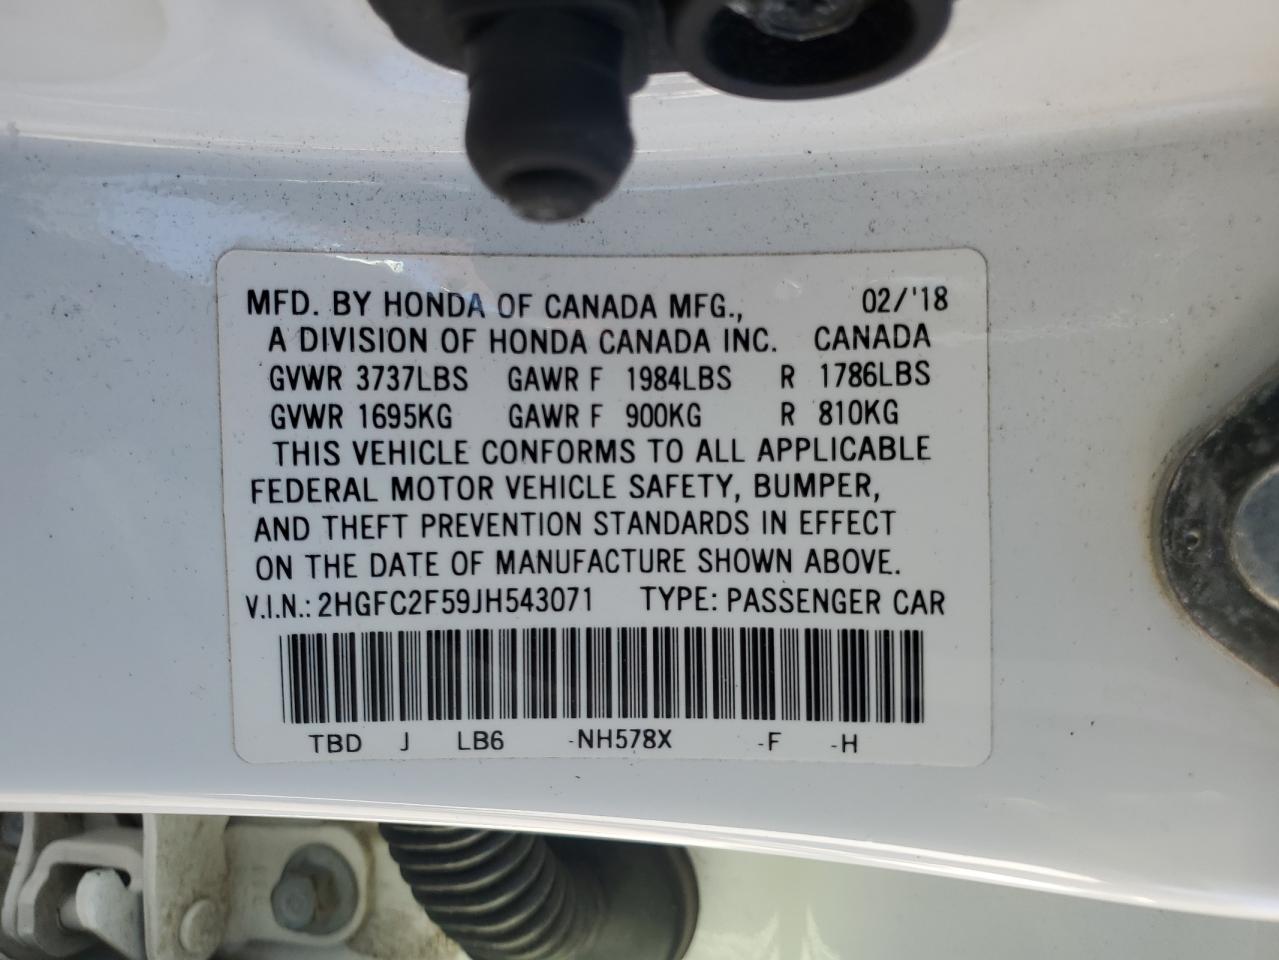 MFD. BY HONDA OF CANADA MFG., 02/'18
A DIVISION OF HONDA CANADA INC. CANADA
GVWR 3737LBS GAWR F 1984LBS R 1786LBS
GVWR 1695KG GAWR F 900KG R 810KG
THIS VEHICLE CONFORMS TO ALL APPLICABLE
FEDERAL MOTOR VEHICLE SAFETY, BUMPER,
AND THEFT PREVENTION STANDARDS IN EFFECT
ON THE DATE OF MANUFACTURE SHOWN ABOVE.
V.I.N.: 2HGFC2F59JH543071 TYPE: PASSENGER CAR
TBD J LB6 -NH578X -F -H